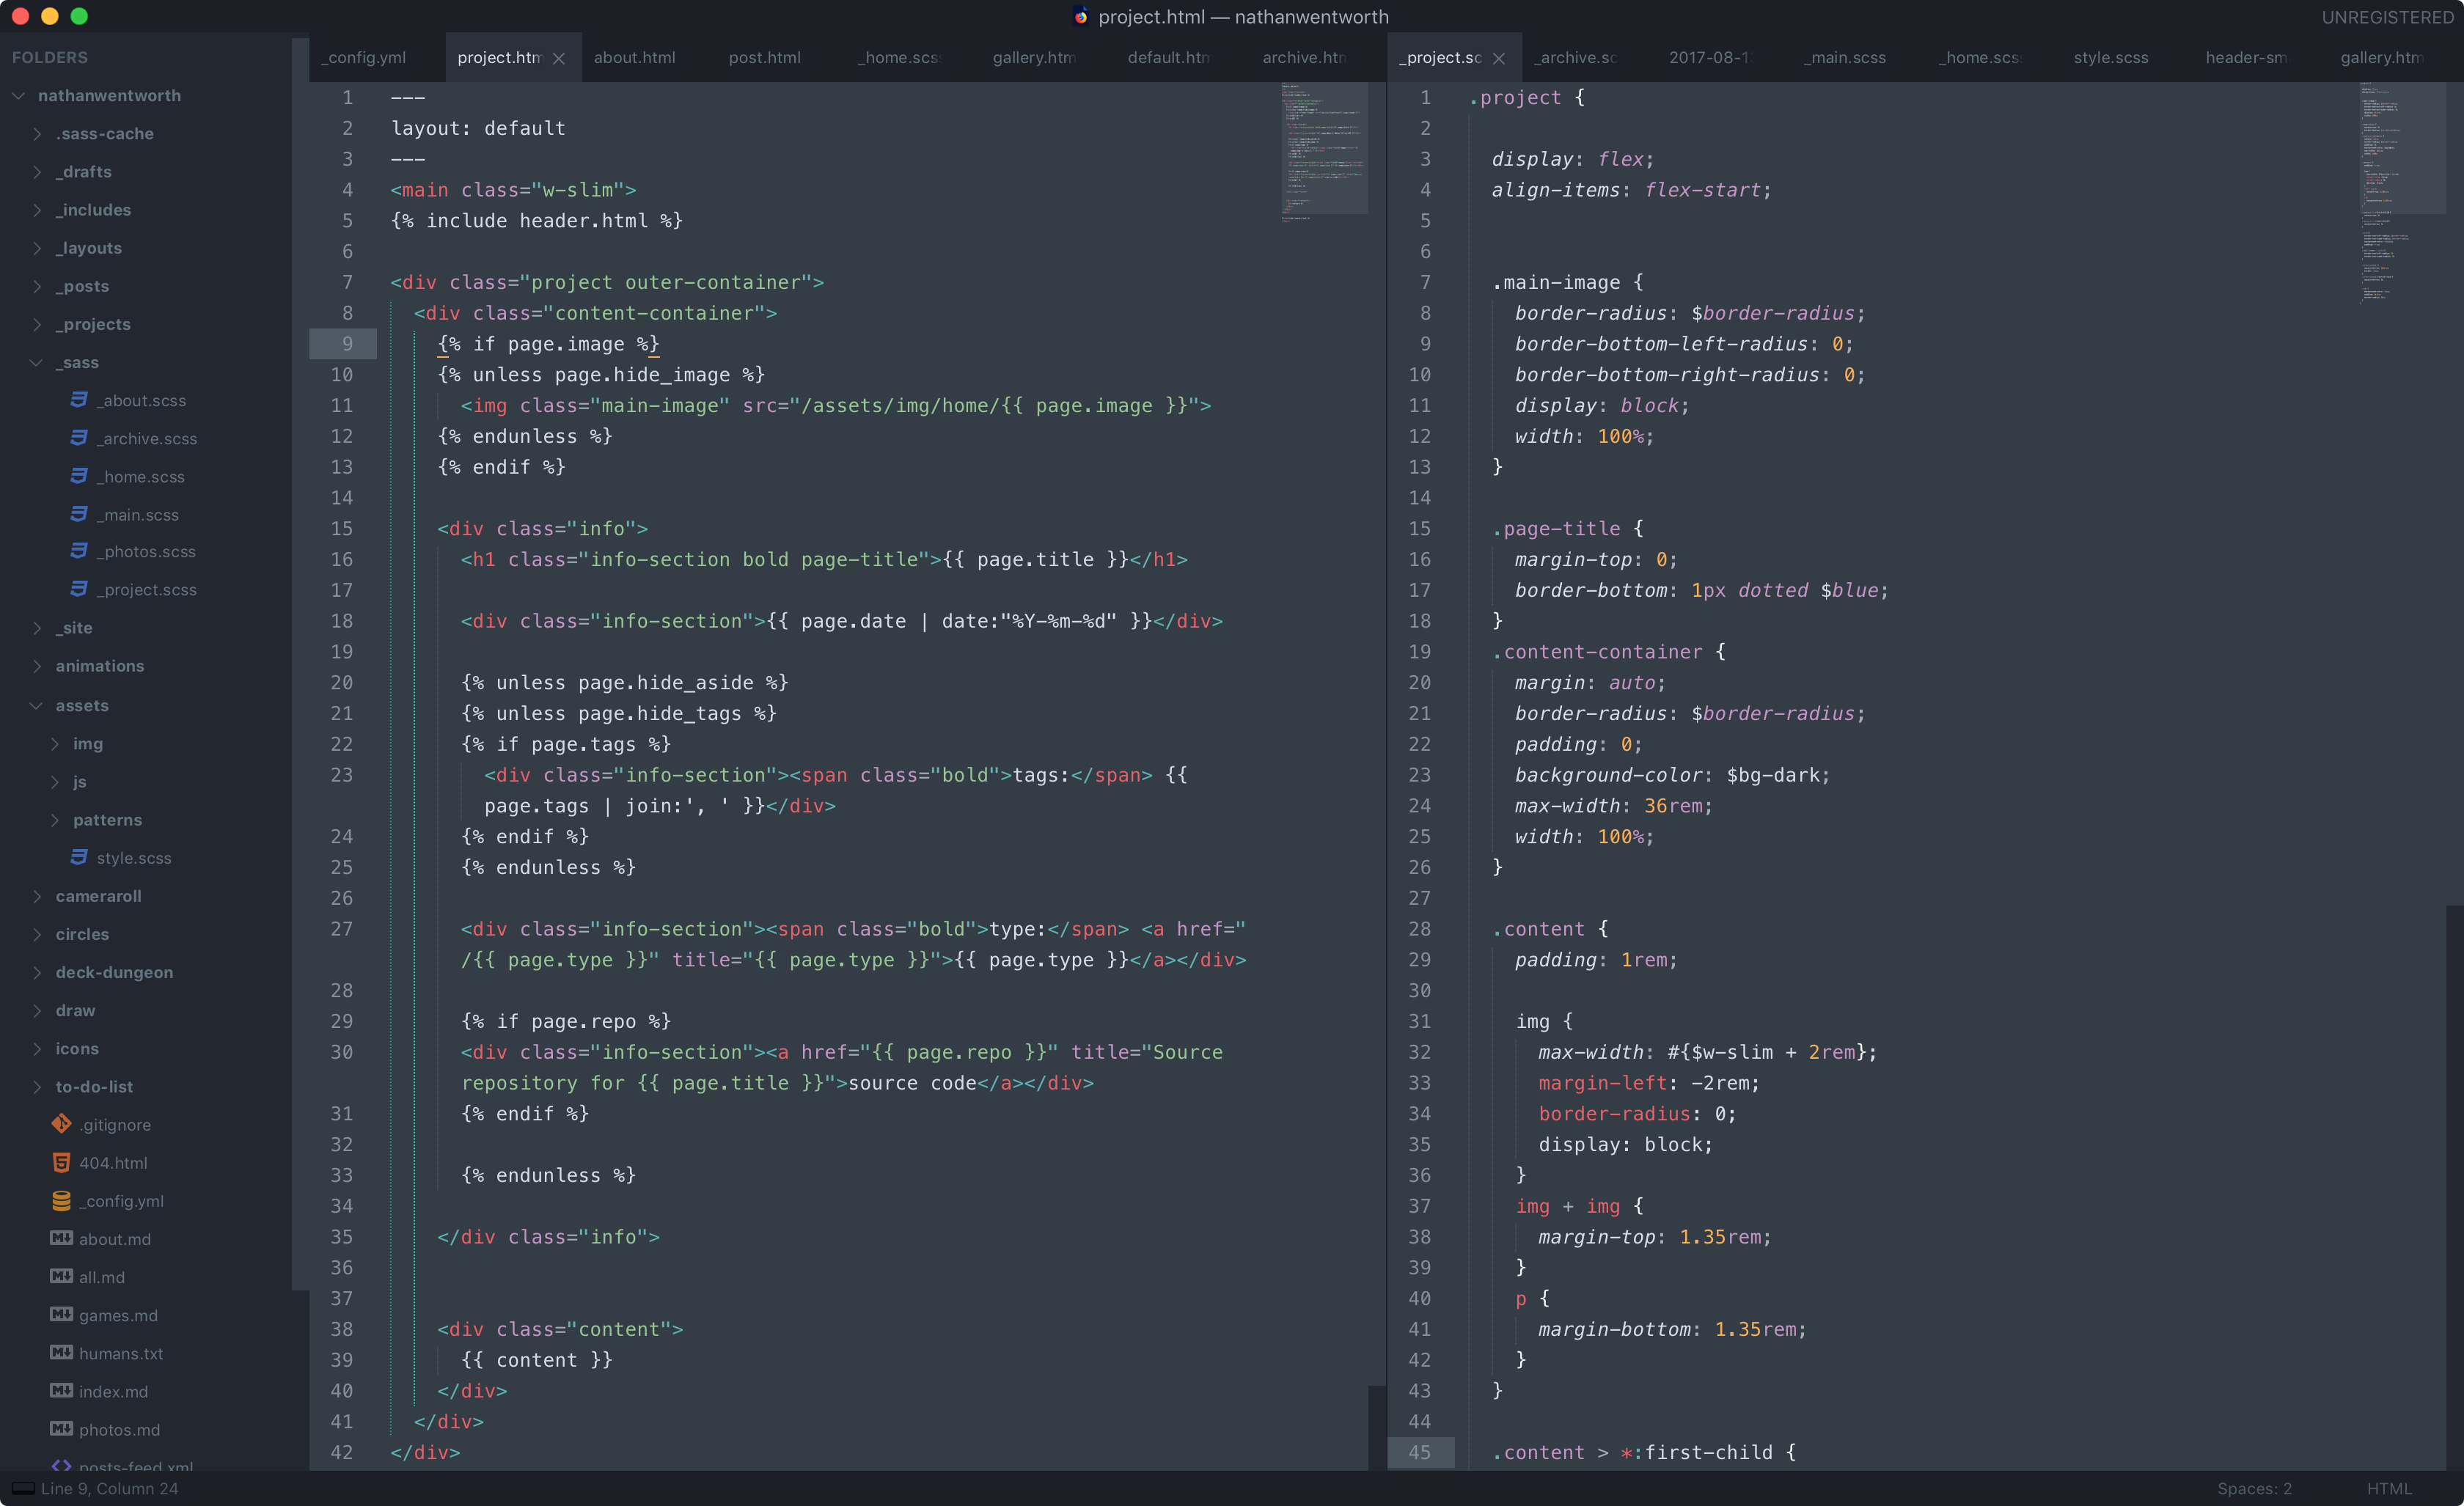 project.html — nathanwentworth
UNREGISTERED
FOLDERS
nathanwentworth
.sass-cache
_drafts
_includes
_layouts
_posts
_projects
_sass
_about.scss
_archive.scss
_home.scss
_main.scss
_photos.scss
_project.scss
_site
animations
assets
img
js
patterns
style.scss
cameraroll
circles
deck-dungeon
draw
icons
to-do-list
.gitignore
404.html
_config.yml
about.md
all.md
games.md
humans.txt
index.md
photos.md
posts-feed.xml
_config.yml project.htm about.html post.html _home.scs gallery.htm default.htm archive.htm
1 ---
2 layout: default
3 ---
4 <main class="w-slim">
5 {% include header.html %}
6
7 <div class="project outer-container">
8 <div class="content-container">
9 {% if page.image %}
10 {% unless page.hide_image %}
11 <img class="main-image" src="/assets/img/home/{{ page.image }}">
12 {% endunless %}
13 {% endif %}
14
15 <div class="info">
16 <h1 class="info-section bold page-title">{{ page.title }}</h1>
17
18 <div class="info-section">{{ page.date | date:"%Y-%m-%d" }}</div>
19
20 {% unless page.hide_aside %}
21 {% unless page.hide_tags %}
22 {% if page.tags %}
23 <div class="info-section"><span class="bold">tags:</span> {{
page.tags | join:', ' }}</div>
24 {% endif %}
25 {% endunless %}
26
27 <div class="info-section"><span class="bold">type:</span> <a href="
/{{ page.type }}" title="{{ page.type }}">{{ page.type }}</a></div>
28
29 {% if page.repo %}
30 <div class="info-section"><a href="{{ page.repo }}" title="Source
repository for {{ page.title }}">source code</a></div>
31 {% endif %}
32
33 {% endunless %}
34
35 </div class="info">
36
37
38 <div class="content">
39 {{ content }}
40 </div>
41 </div>
42 </div>
_project.sc _archive.sc 2017-08-1 _main.scss _home.scs style.scss header-sm gallery.htm
1 .project {
2
3 display: flex;
4 align-items: flex-start;
5
6
7 .main-image {
8 border-radius: $border-radius;
9 border-bottom-left-radius: 0;
10 border-bottom-right-radius: 0;
11 display: block;
12 width: 100%;
13 }
14
15 .page-title {
16 margin-top: 0;
17 border-bottom: 1px dotted $blue;
18 }
19 .content-container {
20 margin: auto;
21 border-radius: $border-radius;
22 padding: 0;
23 background-color: $bg-dark;
24 max-width: 36rem;
25 width: 100%;
26 }
27
28 .content {
29 padding: 1rem;
30
31 img {
32 max-width: #{$w-slim + 2rem};
33 margin-left: -2rem;
34 border-radius: 0;
35 display: block;
36 }
37 img + img {
38 margin-top: 1.35rem;
39 }
40 p {
41 margin-bottom: 1.35rem;
42 }
43 }
44
45 .content > *:first-child {
Line 9, Column 24
Spaces: 2
HTML